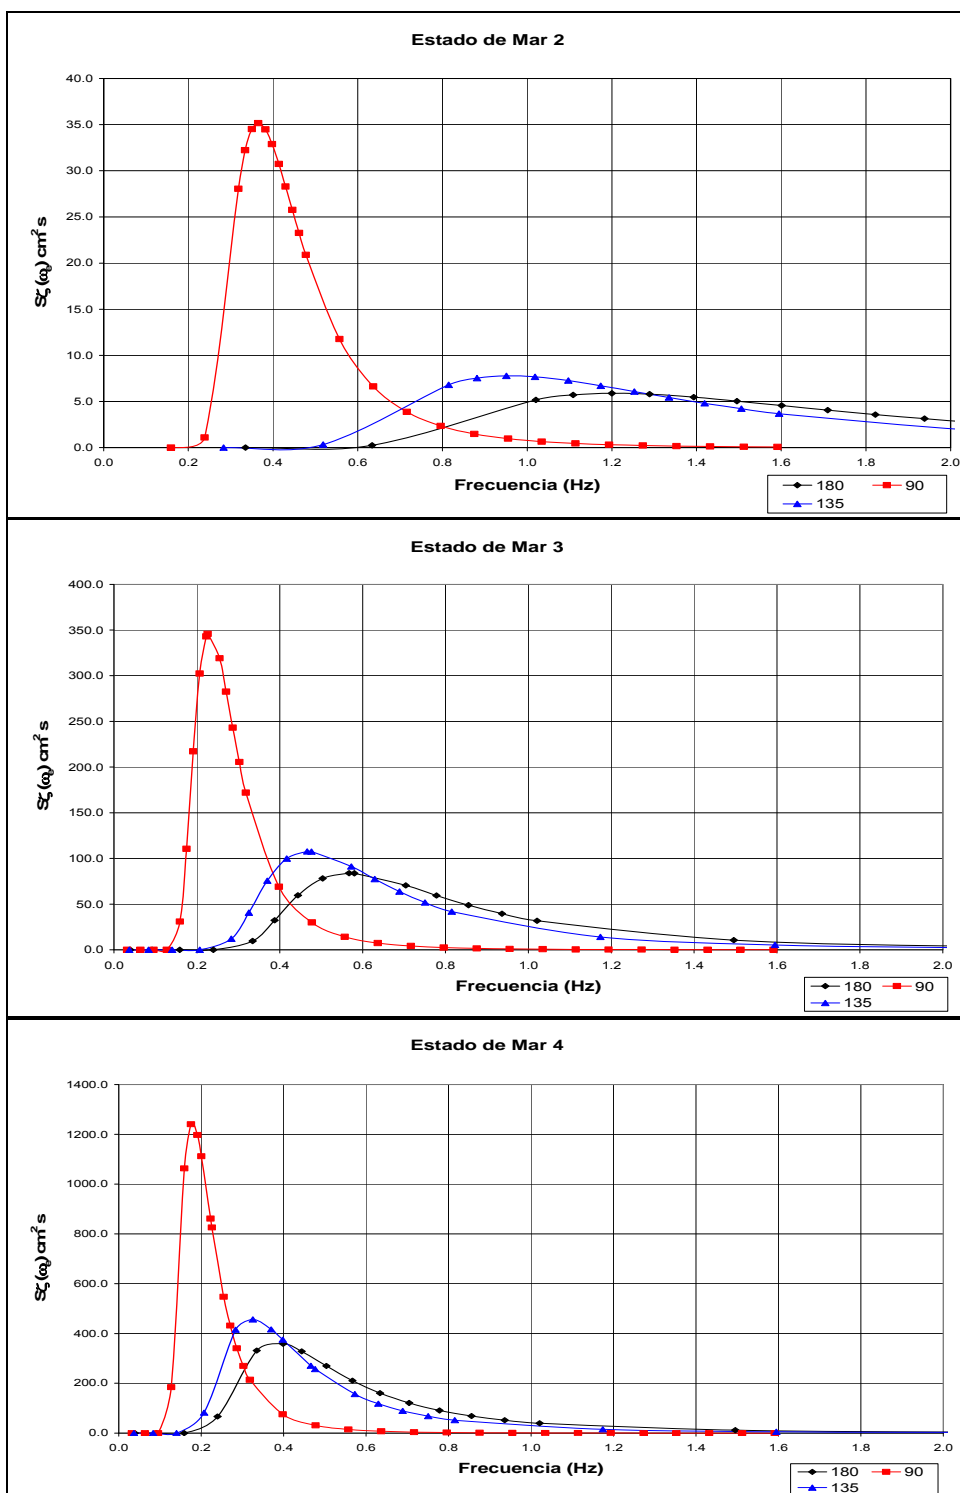 Estado de Mar 2
40.0
35.0
30.0
25.0
20.0
15.0
10.0
5.0
0.0
0.0 0.2 0.4 0.6 0.8 1.0 1.2 1.4 1.6 1.8 2.0
Sζ(ωe) cm² s
Frecuencia (Hz)
180 90
135
Estado de Mar 3
400.0
350.0
300.0
250.0
200.0
150.0
100.0
50.0
0.0
0.0 0.2 0.4 0.6 0.8 1.0 1.2 1.4 1.6 1.8 2.0
Sζ(ωe) cm² s
Frecuencia (Hz)
180 90
135
Estado de Mar 4
1400.0
1200.0
1000.0
800.0
600.0
400.0
200.0
0.0
0.0 0.2 0.4 0.6 0.8 1.0 1.2 1.4 1.6 1.8 2.0
Sζ(ωe) cm² s
Frecuencia (Hz)
180 90
135